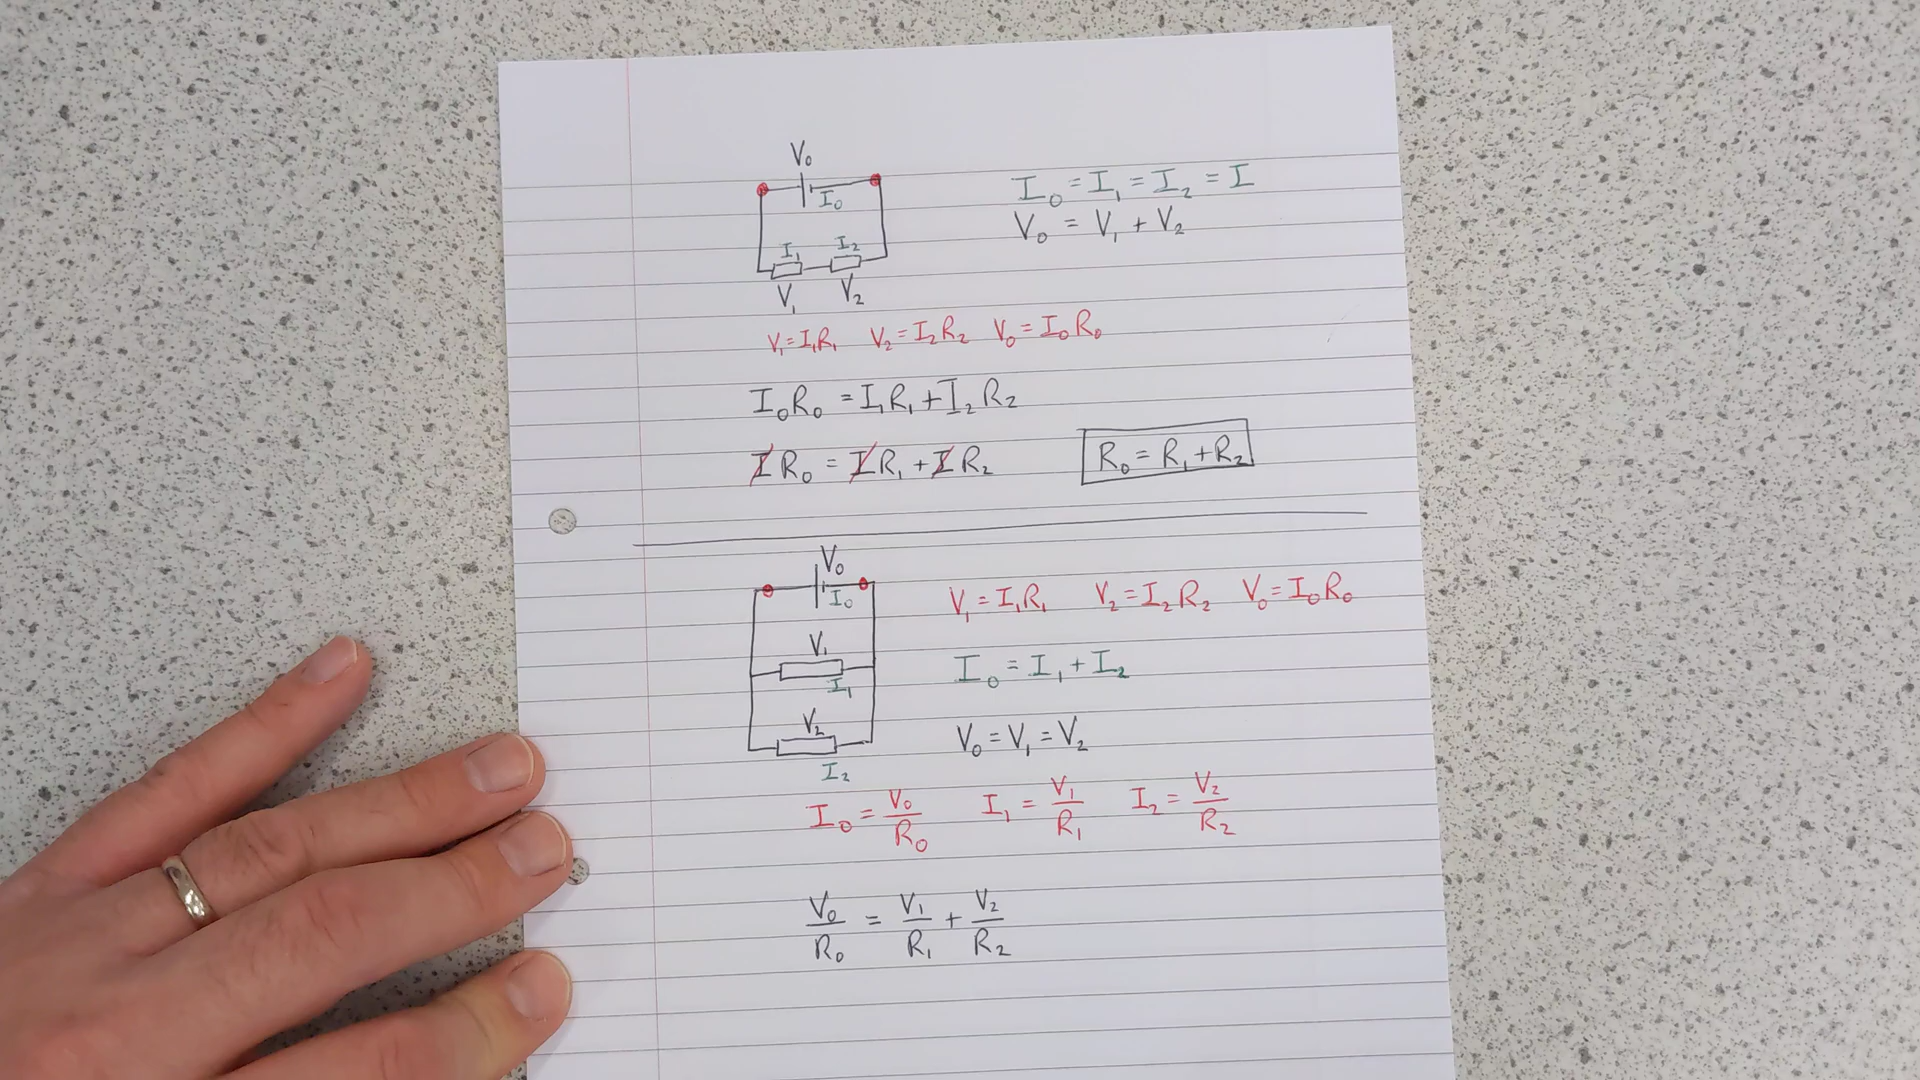 V₀
I₀
I₁ I₂
V₁ V₂
I₀ = I₁ = I₂ = I
V₀ = V₁ + V₂
V₁ = I₁R₁ V₂ = I₂R₂ V₀ = I₀R₀
I₀R₀ = I₁R₁ + I₂R₂
IR₀ = IR₁ + IR₂ R₀ = R₁ + R₂
V₀
I₀
V₁
I₁
V₂
I₂
V₁ = I₁R₁ V₂ = I₂R₂ V₀ = I₀R₀
I₀ = I₁ + I₂
V₀ = V₁ = V₂
I₀ = V₀/R₀ I₁ = V₁/R₁ I₂ = V₂/R₂
V₀/R₀ = V₁/R₁ + V₂/R₂